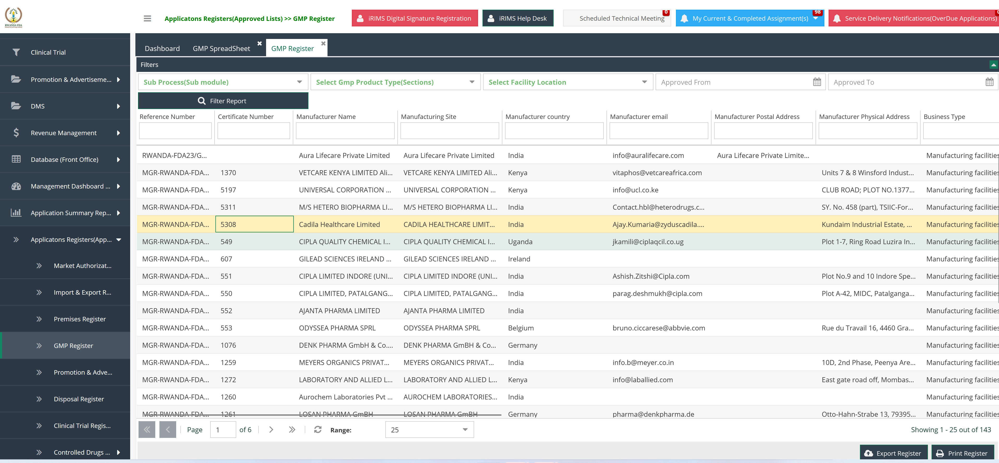 RWANDA FDA
Applicatons Registers(Approved Lists) >> GMP Register
iRIMS Digital Signature Registration
iRIMS Help Desk
Scheduled Technical Meeting
0
My Current & Completed Assignment(s)
98
Service Delivery Notifications(OverDue Applications)
Clinical Trial
Promotion & Advertiseme...
DMS
Revenue Management
Database (Front Office)
Management Dashboard ...
Application Summary Rep...
Applicatons Registers(App...
Market Authorizat...
Import & Export R...
Premises Register
GMP Register
Promotion & Adve...
Disposal Register
Clinical Trial Regis...
Controlled Drugs ...
Dashboard GMP SpreadSheet GMP Register
Filters
Sub Process(Sub module) Select Gmp Product Type(Sections) Select Facility Location Approved From Approved To
Filter Report
Reference Number Certificate Number Manufacturer Name Manufacturing Site Manufacturer country Manufacturer email Manufacturer Postal Address Manufacturer Physical Address Business Type
RWANDA-FDA23/G... Aura Lifecare Private Limited Aura Lifecare Private Limited India info@auralifecare.com Aura Lifecare Private Limite... Manufacturing facilities
MGR-RWANDA-FDA... 1370 VETCARE KENYA LIMITED Ali... VETCARE KENYA LIMITED Ali... Kenya vitaphos@vetcareafrica.com Units 7 & 8 Winsford Indust... Manufacturing facilities
MGR-RWANDA-FDA... 5197 UNIVERSAL CORPORATION ... UNIVERSAL CORPORATION ... Kenya info@ucl.co.ke CLUB ROAD; PLOT NO.1377... Manufacturing facilities
MGR-RWANDA-FDA... 5311 M/S HETERO BIOPHARMA LI... M/S HETERO BIOPHARMA LI... India Contact.hbl@heterodrugs.c... SY. No. 458 (part), TSIIC-For... Manufacturing facilities
MGR-RWANDA-FDA... 5308 Cadila Healthcare Limited CADILA HEALTHCARE LIMIT... India Ajay.Kumaria@zyduscadila.... Kundaim Industrial Estate, ... Manufacturing facilities
MGR-RWANDA-FDA... 549 CIPLA QUALITY CHEMICAL I... CIPLA QUALITY CHEMICAL I... Uganda jkamili@ciplaqcil.co.ug Plot 1-7, Ring Road Luzira In... Manufacturing facilities
MGR-RWANDA-FDA... 607 GILEAD SCIENCES IRELAND ... GILEAD SCIENCES IRELAND ... Ireland Manufacturing facilities
MGR-RWANDA-FDA... 551 CIPLA LIMITED INDORE (UNI... CIPLA LIMITED INDORE (UNI... India Ashish.Zitshi@Cipla.com Plot No.9 and 10 Indore Spe... Manufacturing facilities
MGR-RWANDA-FDA... 550 CIPLA LIMITED, PATALGANG... CIPLA LIMITED, PATALGANG... India parag.deshmukh@cipla.com Plot A-42, MIDC, Patalganga... Manufacturing facilities
MGR-RWANDA-FDA... 552 AJANTA PHARMA LIMITED AJANTA PHARMA LIMITED India Manufacturing facilities
MGR-RWANDA-FDA... 553 ODYSSEA PHARMA SPRL ODYSSEA PHARMA SPRL Belgium bruno.ciccarese@abbvie.com Rue du Travail 16, 4460 Gra... Manufacturing facilities
MGR-RWANDA-FDA... 1076 DENK PHARMA GmbH & Co.... DENK PHARMA GmBH & Co... Germany Manufacturing facilities
MGR-RWANDA-FDA... 1259 MEYERS ORGANICS PRIVAT... MEYERS ORGANICS PRIVAT... India info.b@meyer.co.in 10D, 2nd Phase, Peenya Are... Manufacturing facilities
MGR-RWANDA-FDA... 1272 LABORATORY AND ALLIED L... LABORATORY AND ALLIED L... Kenya info@laballied.com East gate road off, Mombas... Manufacturing facilities
MGR-RWANDA-FDA... 1260 Aurochem Laboratories Pvt ... AUROCHEM LABORATORIES... India Manufacturing facilities
MGR-RWANDA-FDA... 1261 LOSAN PHARMA GmBH LOSAN PHARMA GmBH Germany pharma@denkpharma.de Otto-Hahn-Strabe 13, 79395... Manufacturing facilities
Page 1 of 6 Range: 25 Showing 1 - 25 out of 143
Export Register Print Register